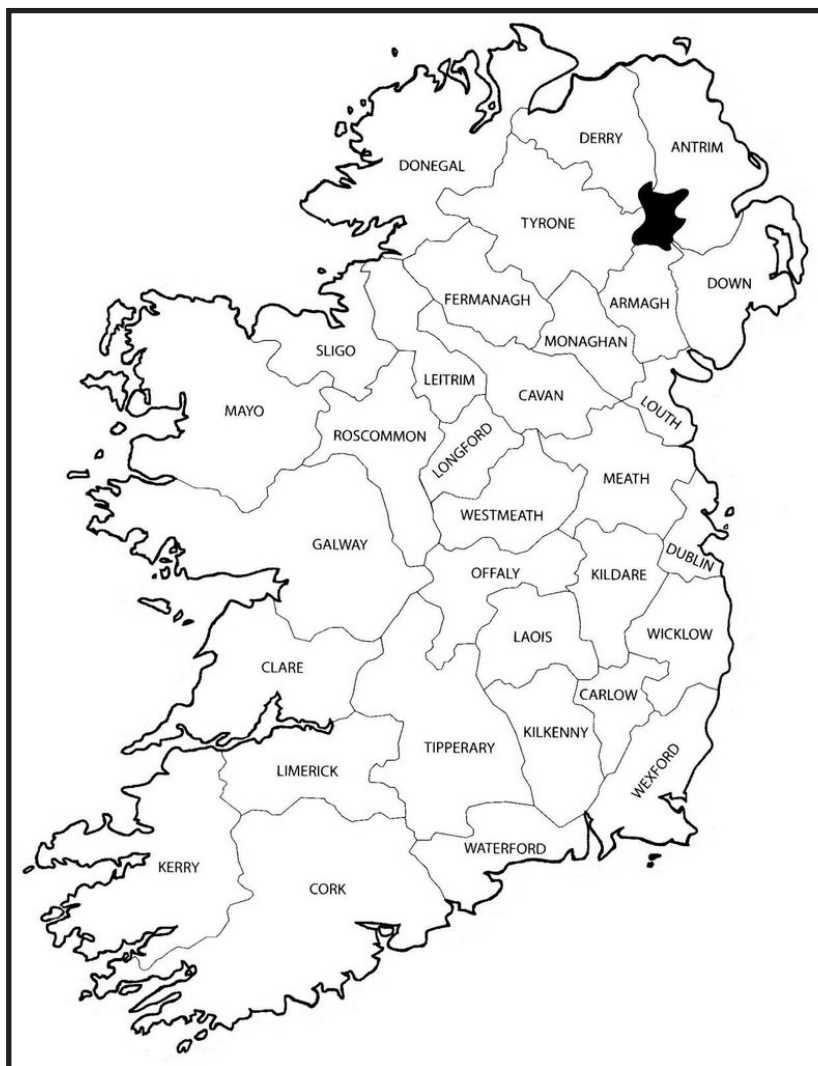 DERRY
ANTRIM
DONEGAL
TYRONE
DOWN
FERMANAGH
ARMAGH
MONAGHAN
SLIGO
LEITRIM
CAVAN
LOUTH
MAYO
ROSCOMMON
LONGFORD
MEATH
WESTMEATH
GALWAY
DUBLIN
OFFALY
KILDARE
LAOIS
WICKLOW
CLARE
CARLOW
KILKENNY
TIPPERARY
WEXFORD
LIMERICK
WATERFORD
KERRY
CORK